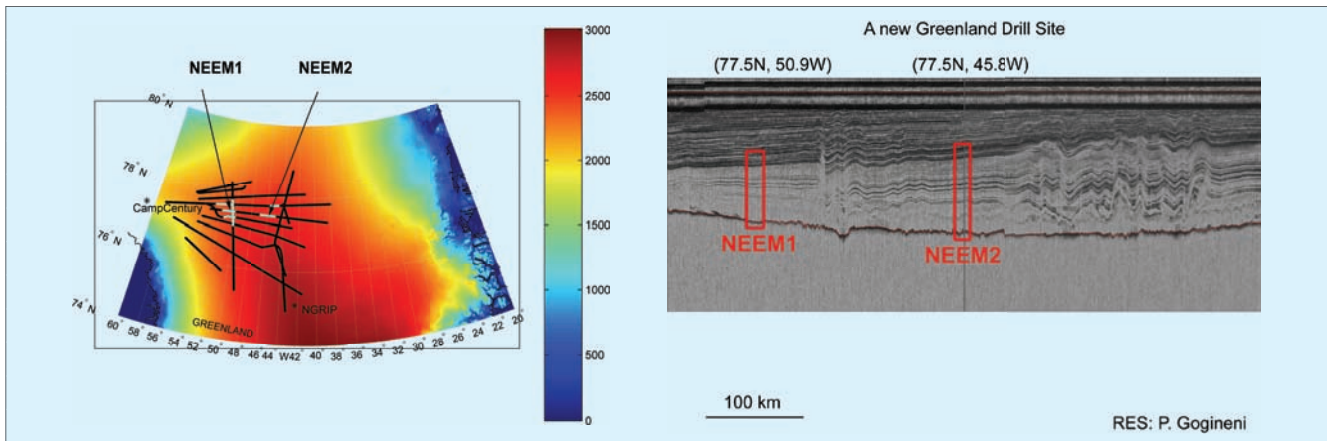 NEEM1
NEEM2
80°N
78°N
CampCentury
76°N
74°N
NGRIP
GREENLAND
60° 58° 56° 54° 52° 50° 48° 46° 44° W42° 40° 38° 36° 34° 32° 30° 28° 26° 24° 22° 20°
3000
2500
2000
1500
1000
500
0
A new Greenland Drill Site
(77.5N, 50.9W)
(77.5N, 45.8W)
NEEM1
NEEM2
100 km
RES: P. Gogineni